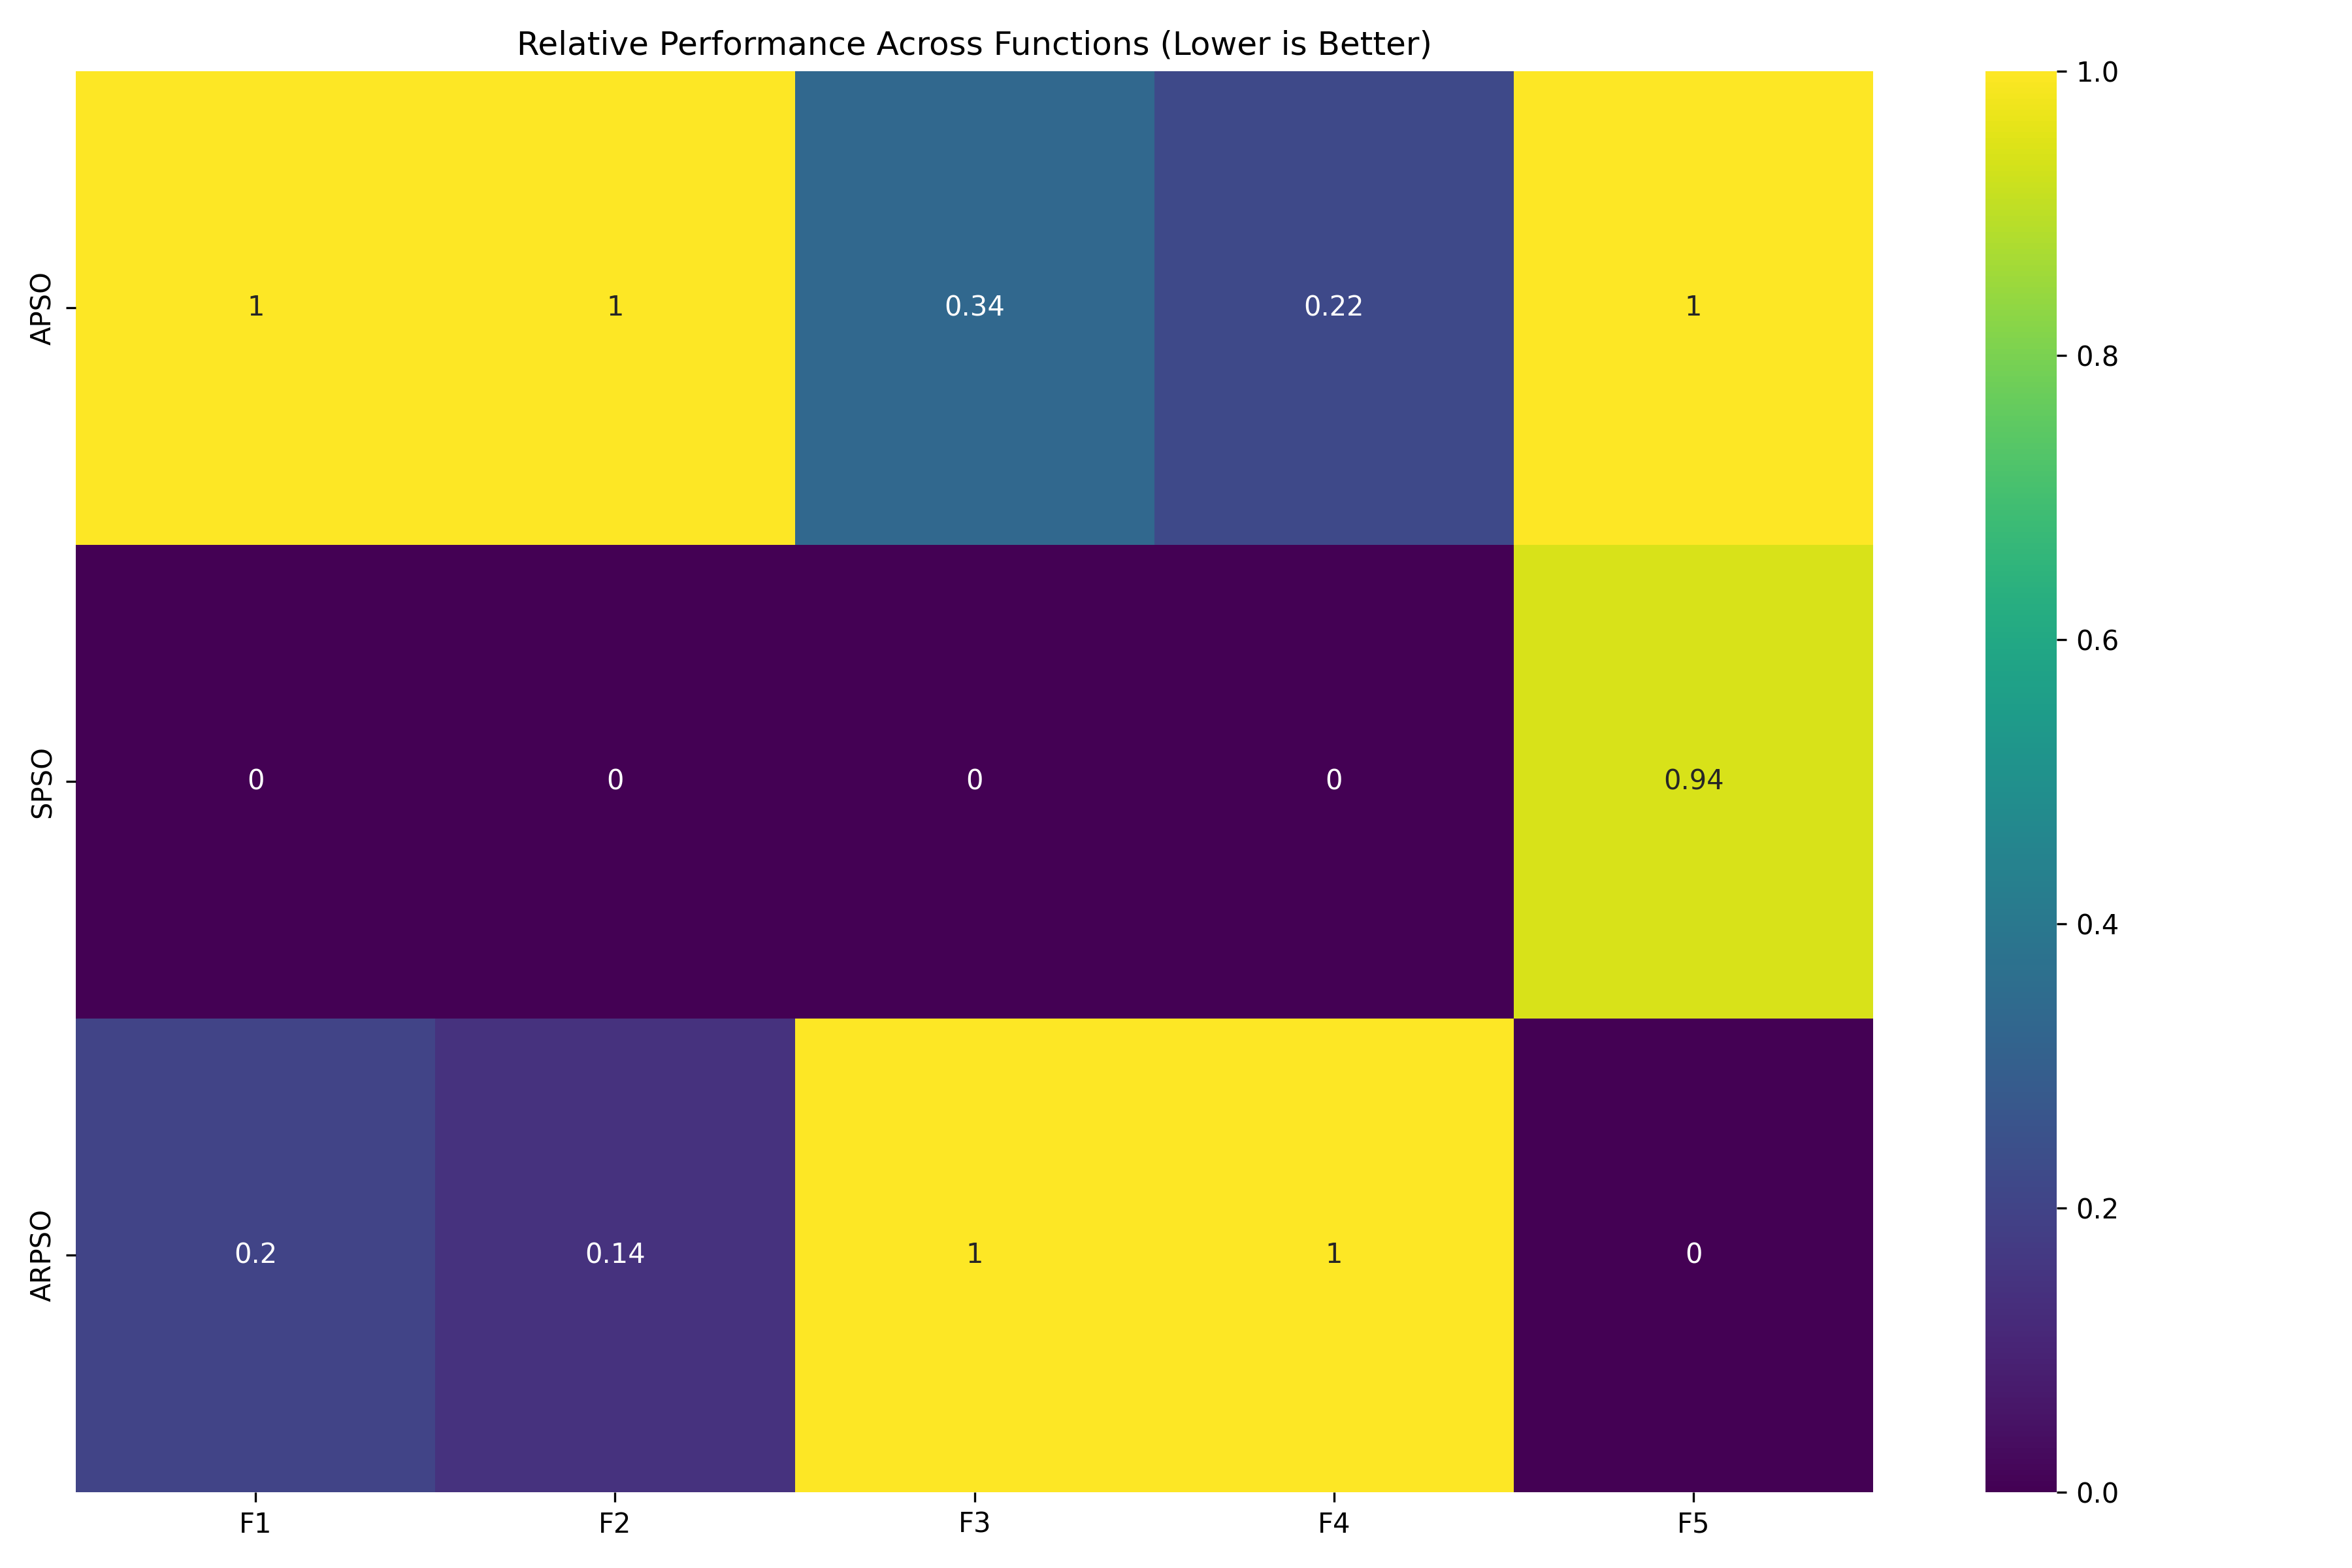 Relative Performance Across Functions (Lower is Better)
APSO
1 1 0.34 0.22 1
SPSO
0 0 0 0 0.94
ARPSO
0.2 0.14 1 1 0
F1 F2 F3 F4 F5
1.0
0.8
0.6
0.4
0.2
0.0